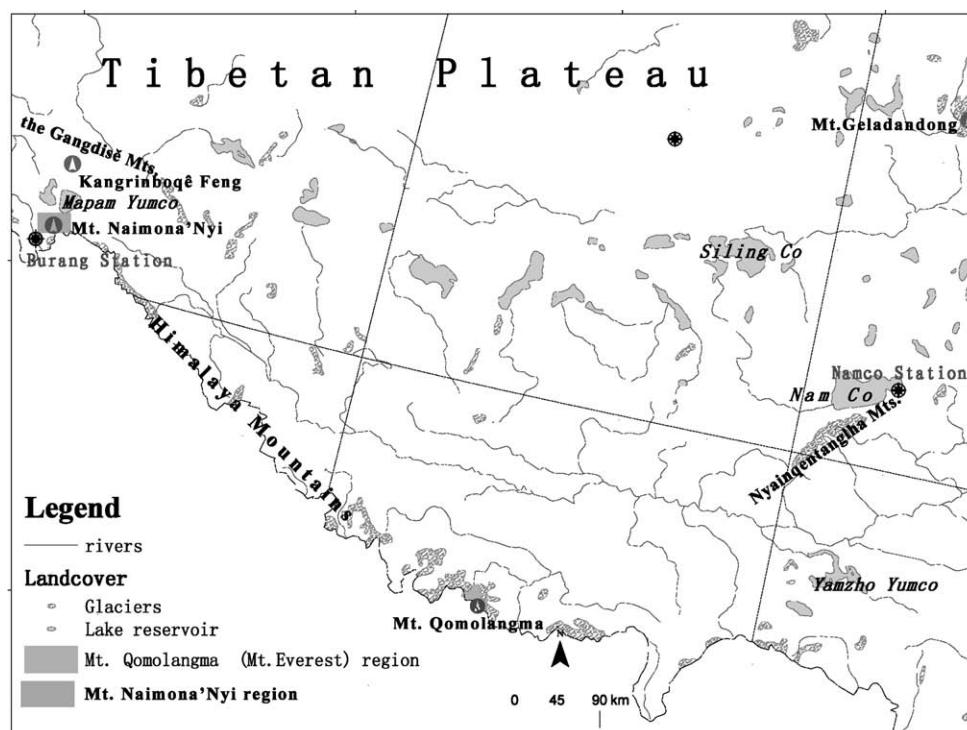 Tibetan Plateau
Mt.Geladandong
the Gangdisě Mts.
Kangrinboqê Feng
Mapam Yumco
Mt. Naimona'Nyi
Burang Station
Siling Co
Himalaya Mountains
Namco Station
Nam Co
Nyainqentanglha Mts.
Yamzho Yumco
Mt. Qomolangma
N
0 45 90 km
Legend
rivers
Landcover
Glaciers
Lake reservoir
Mt. Qomolangma (Mt.Everest) region
Mt. Naimona'Nyi region